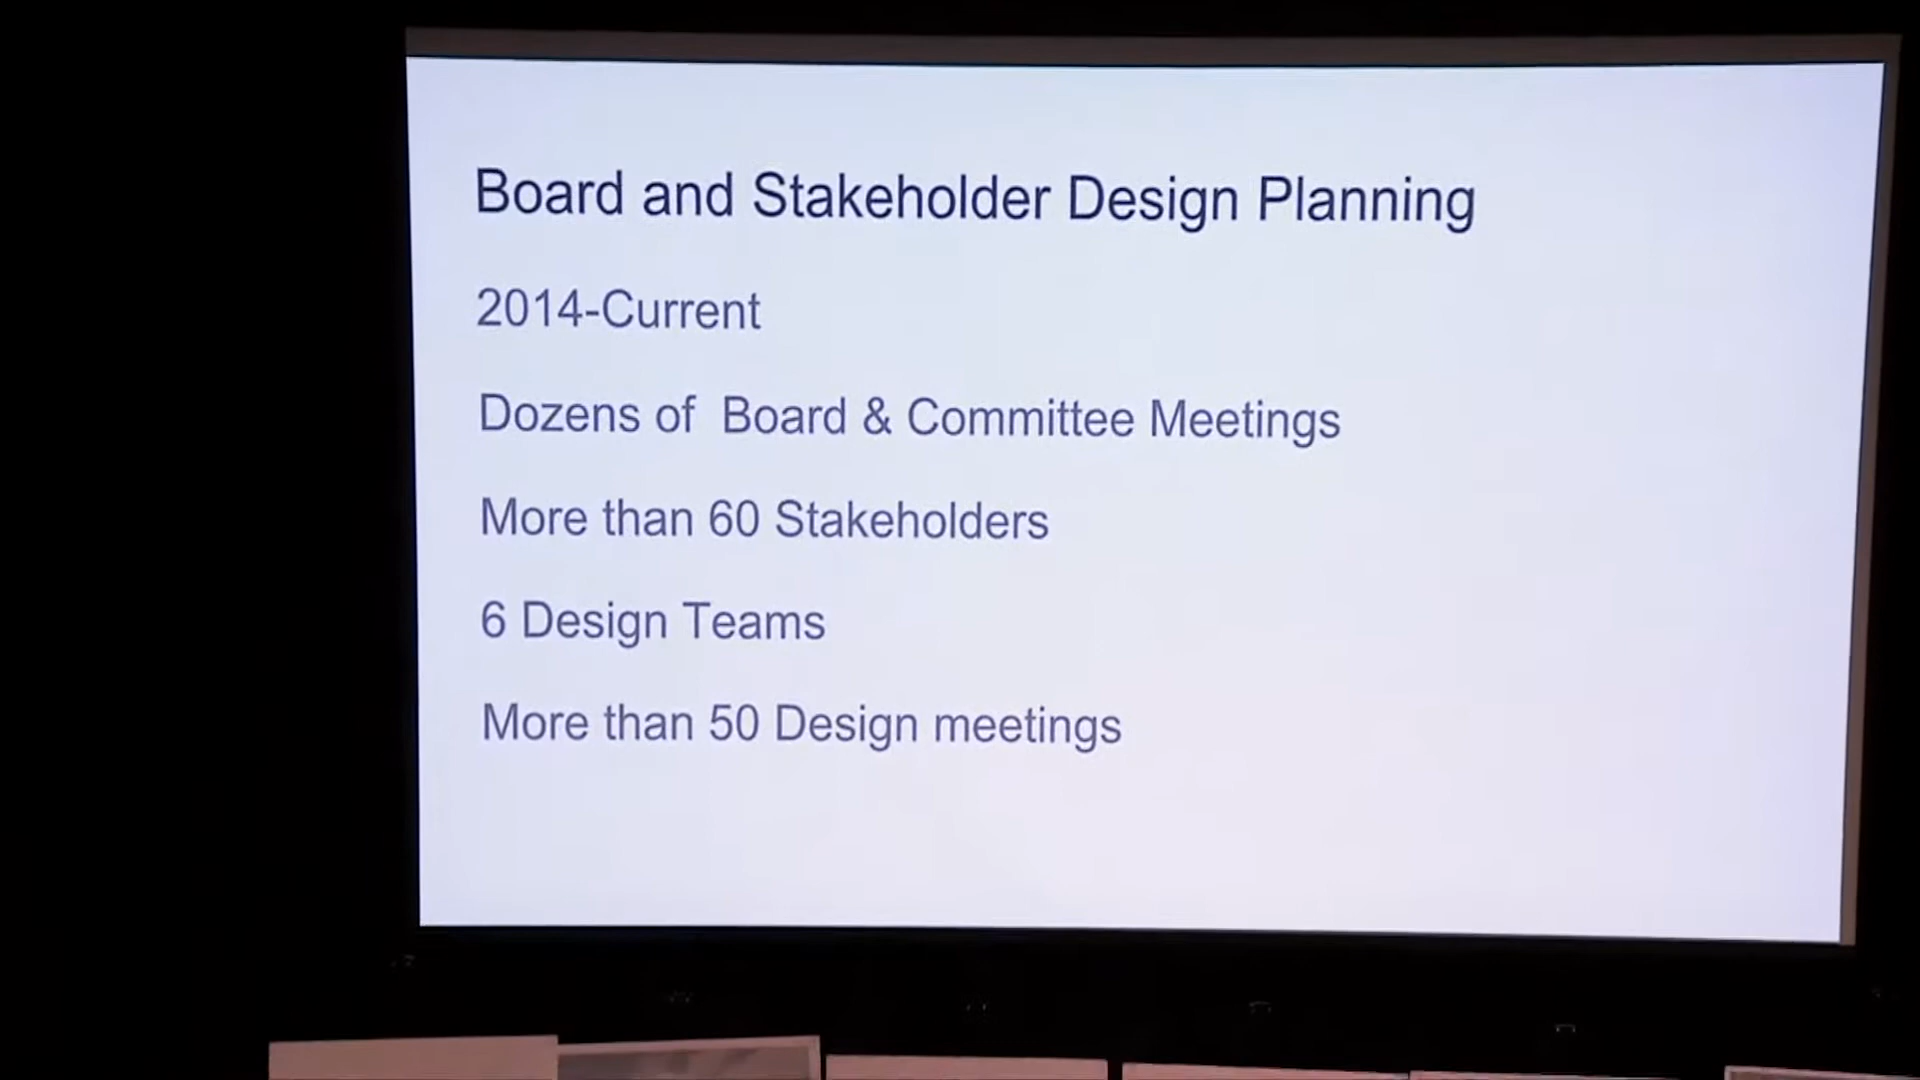 Board and Stakeholder Design Planning
2014-Current
Dozens of Board & Committee Meetings
More than 60 Stakeholders
6 Design Teams
More than 50 Design meetings